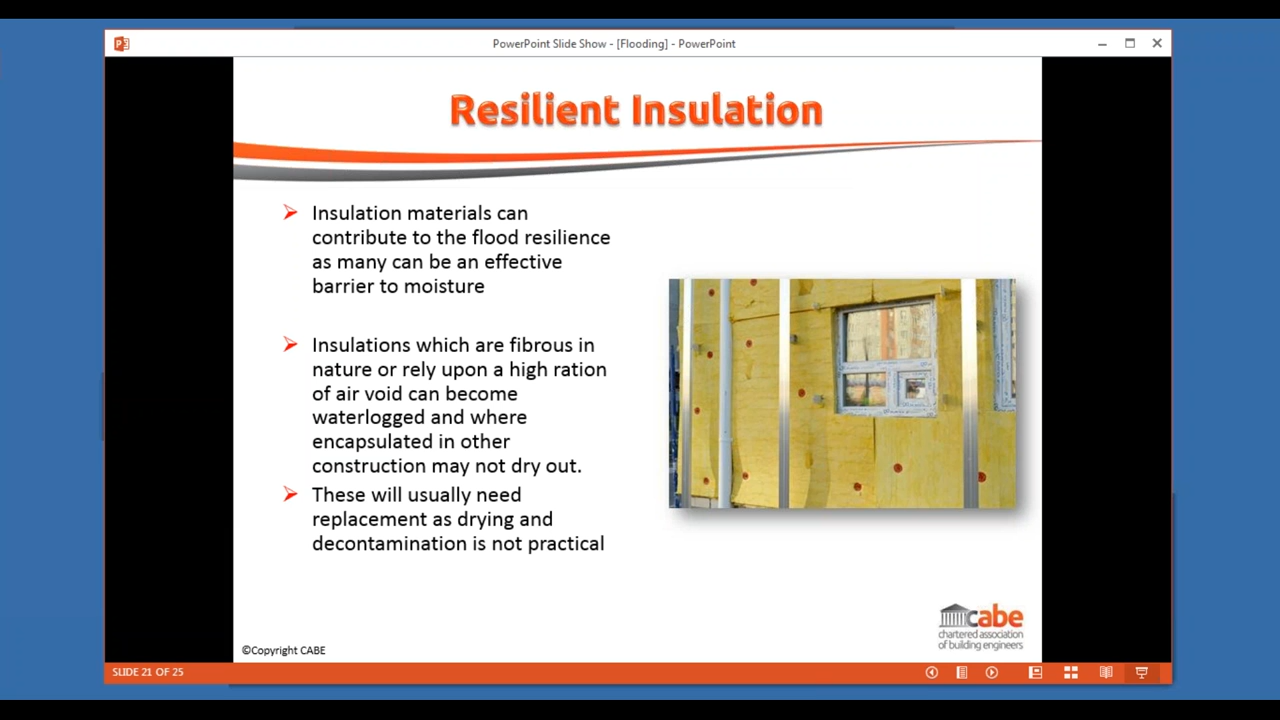 PowerPoint Slide Show - [Flooding] - PowerPoint
Resilient Insulation
Insulation materials can
contribute to the flood resilience
as many can be an effective
barrier to moisture
Insulations which are fibrous in
nature or rely upon a high ration
of air void can become
waterlogged and where
encapsulated in other
construction may not dry out.
These will usually need
replacement as drying and
decontamination is not practical
cabe
chartered association
of building engineers
©Copyright CABE
SLIDE 21 OF 25